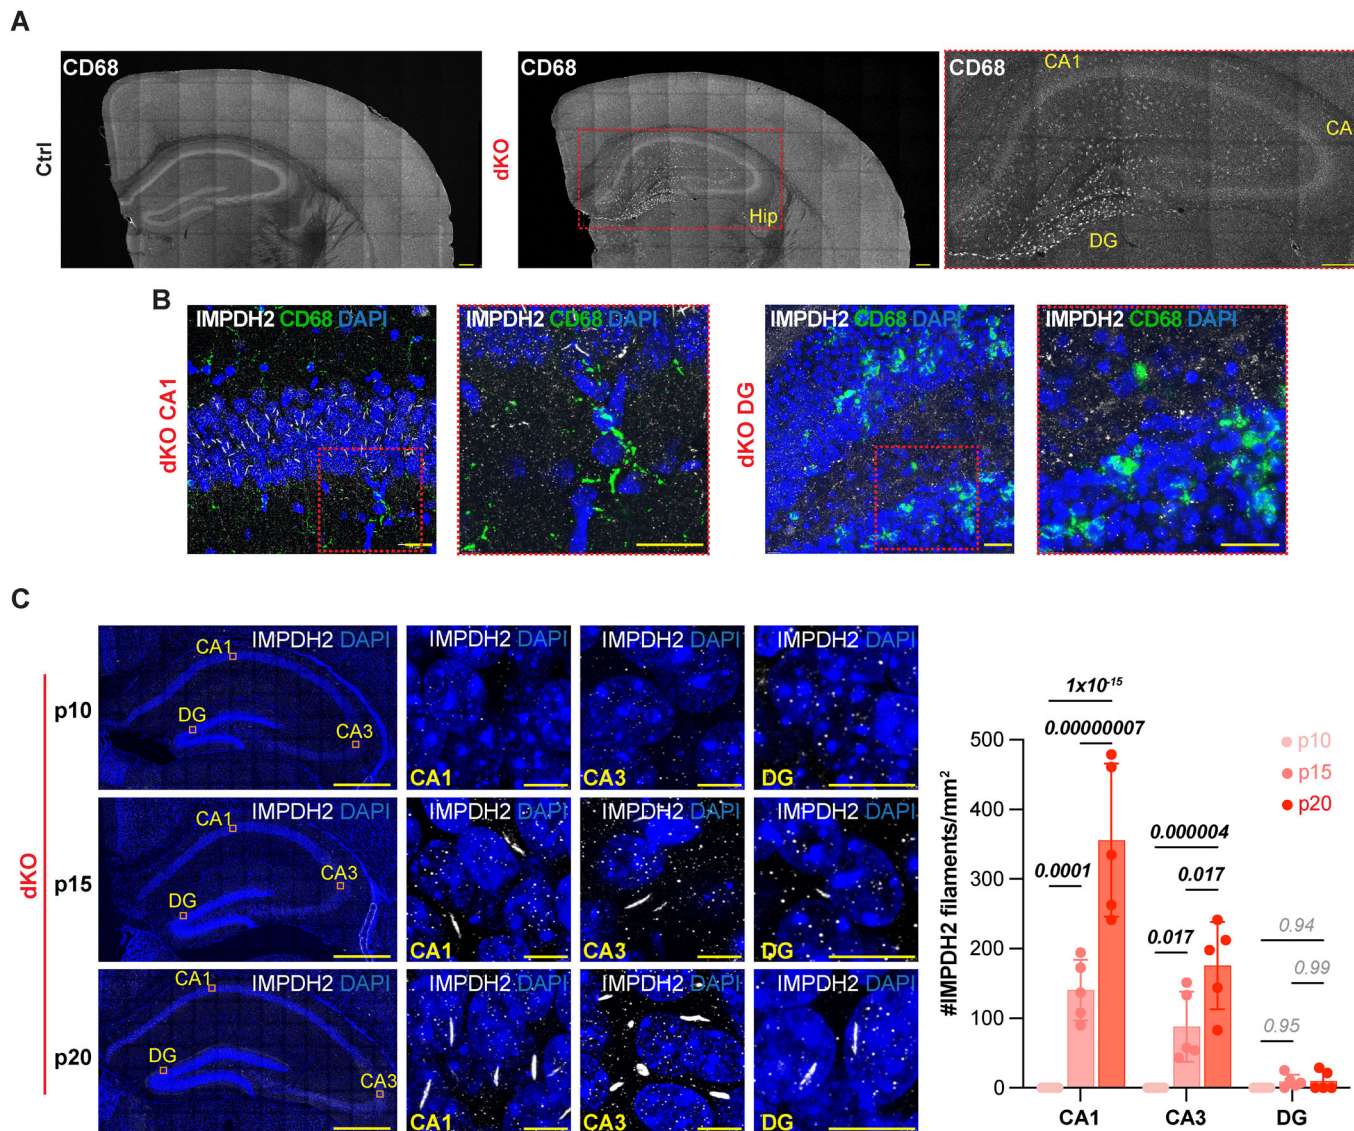 A
CD68
CD68
CD68
CA1
CA
DG
Hip
Ctrl
dKO
B
IMPDH2 CD68 DAPI
IMPDH2 CD68 DAPI
IMPDH2 CD68 DAPI
IMPDH2 CD68 DAPI
dKO CA1
dKO DG
C
dKO
p10
IMPDH2 DAPI
CA1
DG
CA3
IMPDH2 DAPI
CA1
IMPDH2 DAPI
CA3
IMPDH2 DAPI
DG
p15
IMPDH2 DAPI
CA1
DG
CA3
IMPDH2 DAPI
CA1
IMPDH2 DAPI
CA3
IMPDH2 DAPI
DG
p20
IMPDH2 DAPI
CA1
DG
CA3
IMPDH2 DAPI
CA1
IMPDH2 DAPI
CA3
IMPDH2 DAPI
DG
#IMPDH2 filaments/mm²
500
400
300
200
100
0
1x10⁻¹⁵
0.00000007
0.0001
0.000004
0.017
0.017
0.94
0.99
0.95
p10
p15
p20
CA1
CA3
DG